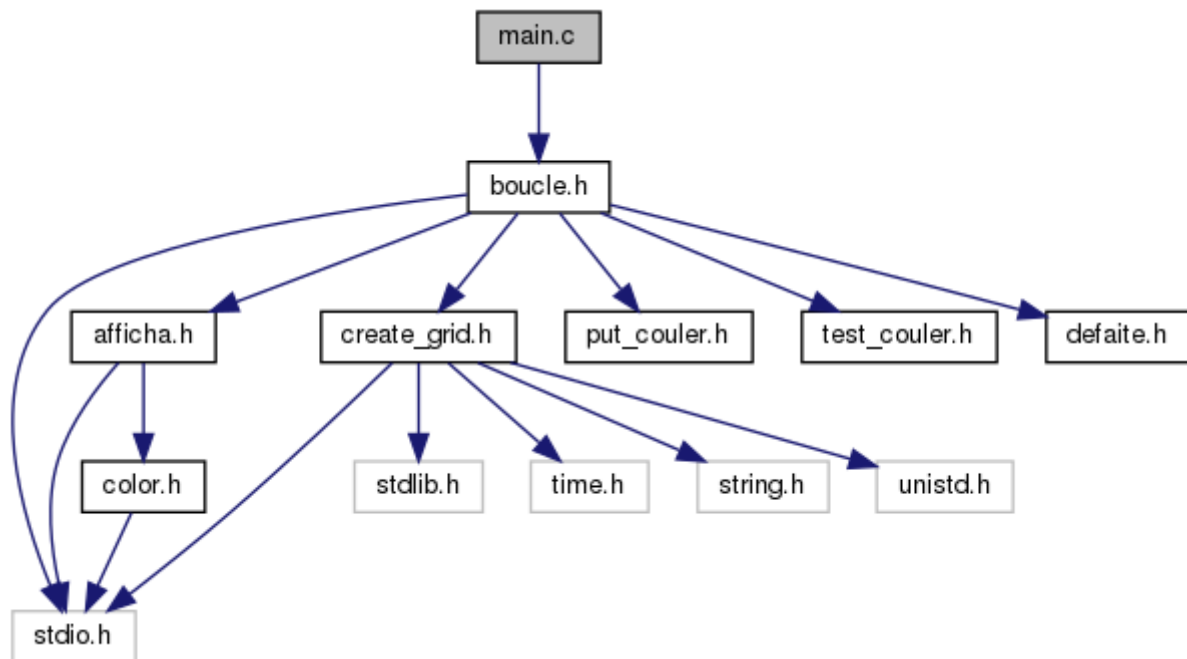 main.c
boucle.h
afficha.h
create_grid.h
put_couler.h
test_couler.h
defaite.h
color.h
stdlib.h
time.h
string.h
unistd.h
stdio.h